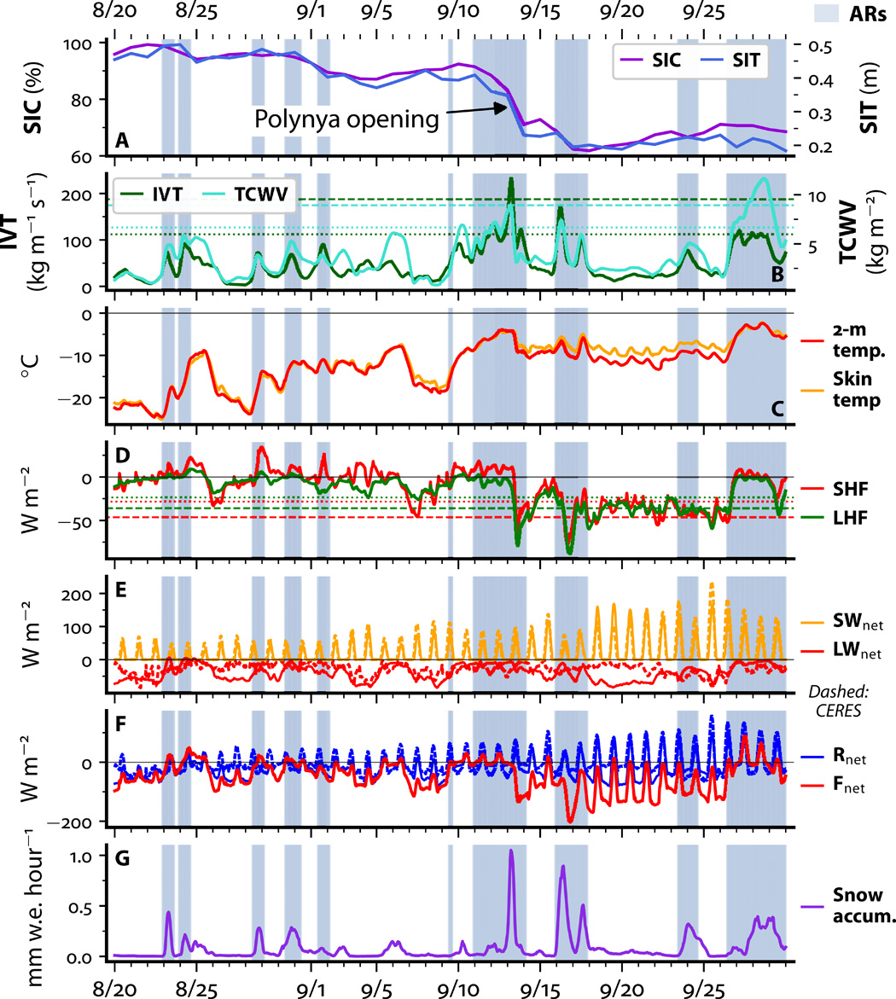 8/20 8/25 9/1 9/5 9/10 9/15 9/20 9/25
ARs
100
80
60
SIC (%)
SIC SIT
Polynya opening
A
0.5
0.4
0.3
0.2
SIT (m)
200
100
0
IVT
(kg m⁻¹ s⁻¹)
IVT TCWV
B
10
5
TCWV
(kg m⁻²)
0
−10
−20
°C
C
2-m
temp.
Skin
temp
D
0
−50
W m⁻²
SHF
LHF
E
200
100
0
W m⁻²
SWnet
LWnet
Dashed:
CERES
F
0
−200
W m⁻²
Rnet
Fnet
G
1.0
0.5
0.0
mm w.e. hour⁻¹
Snow
accum.
8/20 8/25 9/1 9/5 9/10 9/15 9/20 9/25